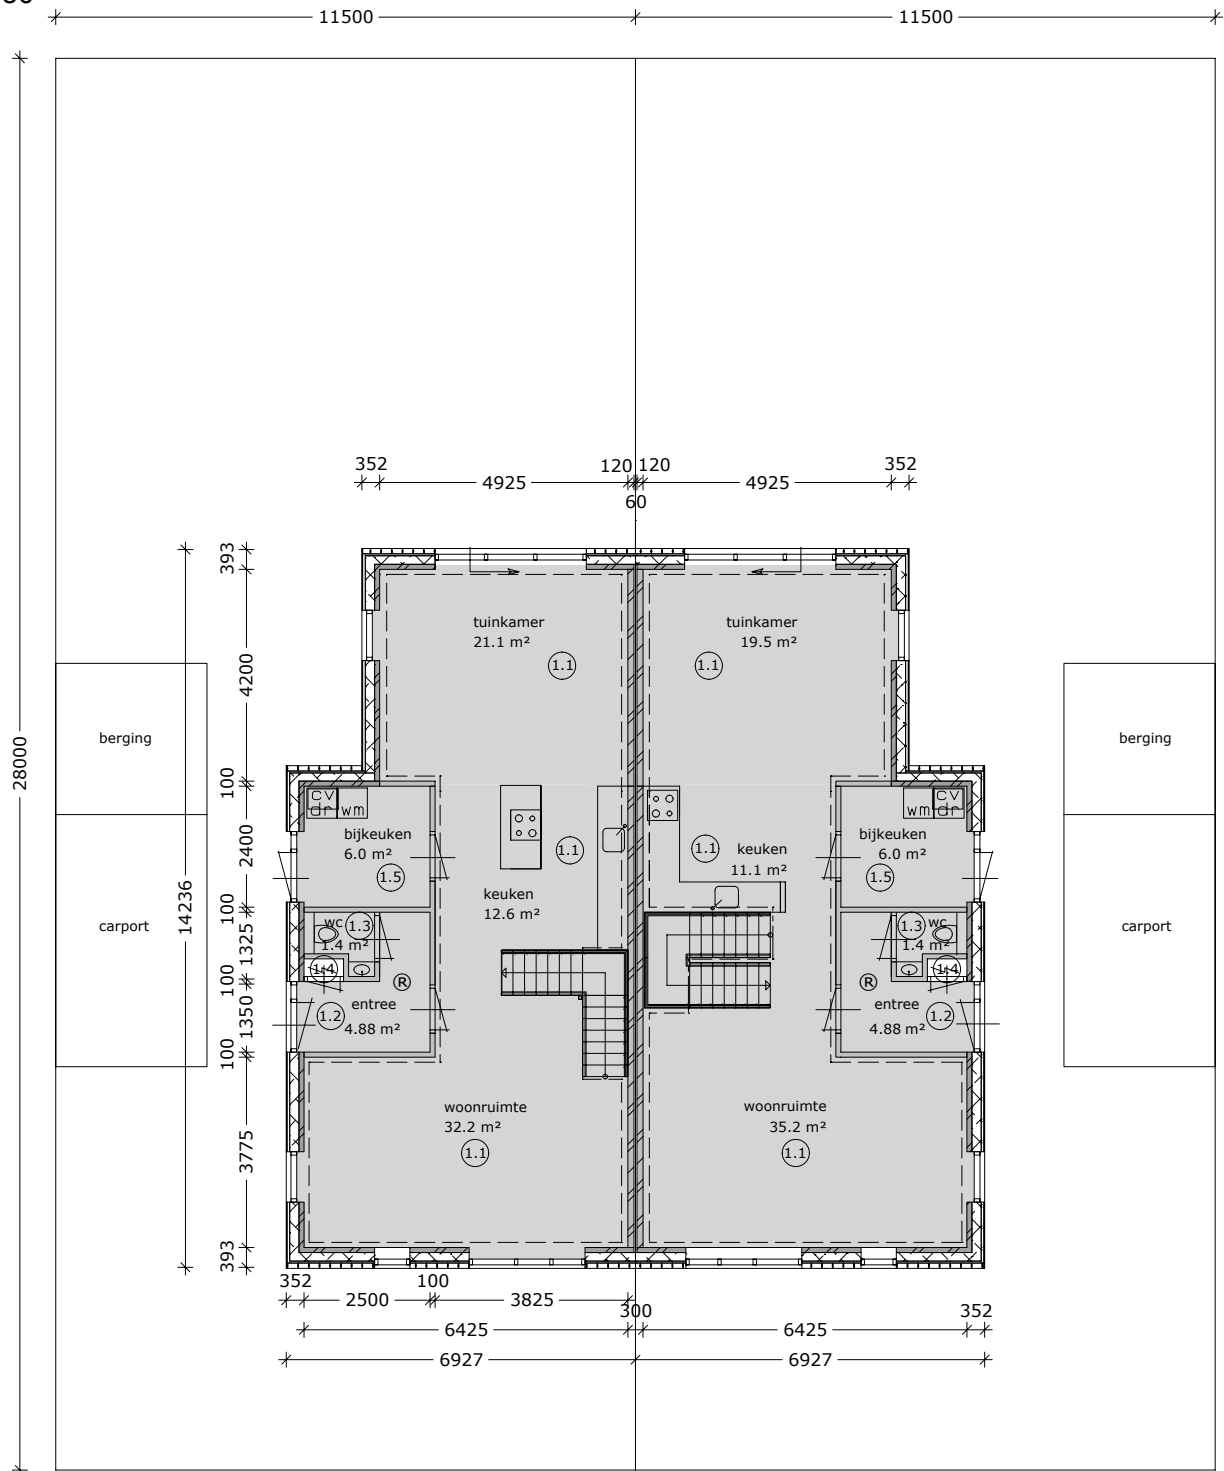 11500 11500
352 4925 120 120 4925 352
60
28000
14236
393
4200
100
2400
100
1325
100
1350
100
3775
393
tuinkamer
21.1 m²
1.1
tuinkamer
19.5 m²
1.1
berging
berging
cv
dr wm
bijkeuken
6.0 m²
1.5
1.1
keuken
12.6 m²
1.1
keuken
11.1 m²
wm cv
dr
bijkeuken
6.0 m²
1.5
carport
carport
wc 1.3
1.4 m²
1.4
R
entree
1.2
4.88 m²
1.3 wc
1.4 m²
1.4
R
entree
1.2
4.88 m²
woonruimte
32.2 m²
1.1
woonruimte
35.2 m²
1.1
352 100
2500 3825 300 352
6425 6425
6927 6927